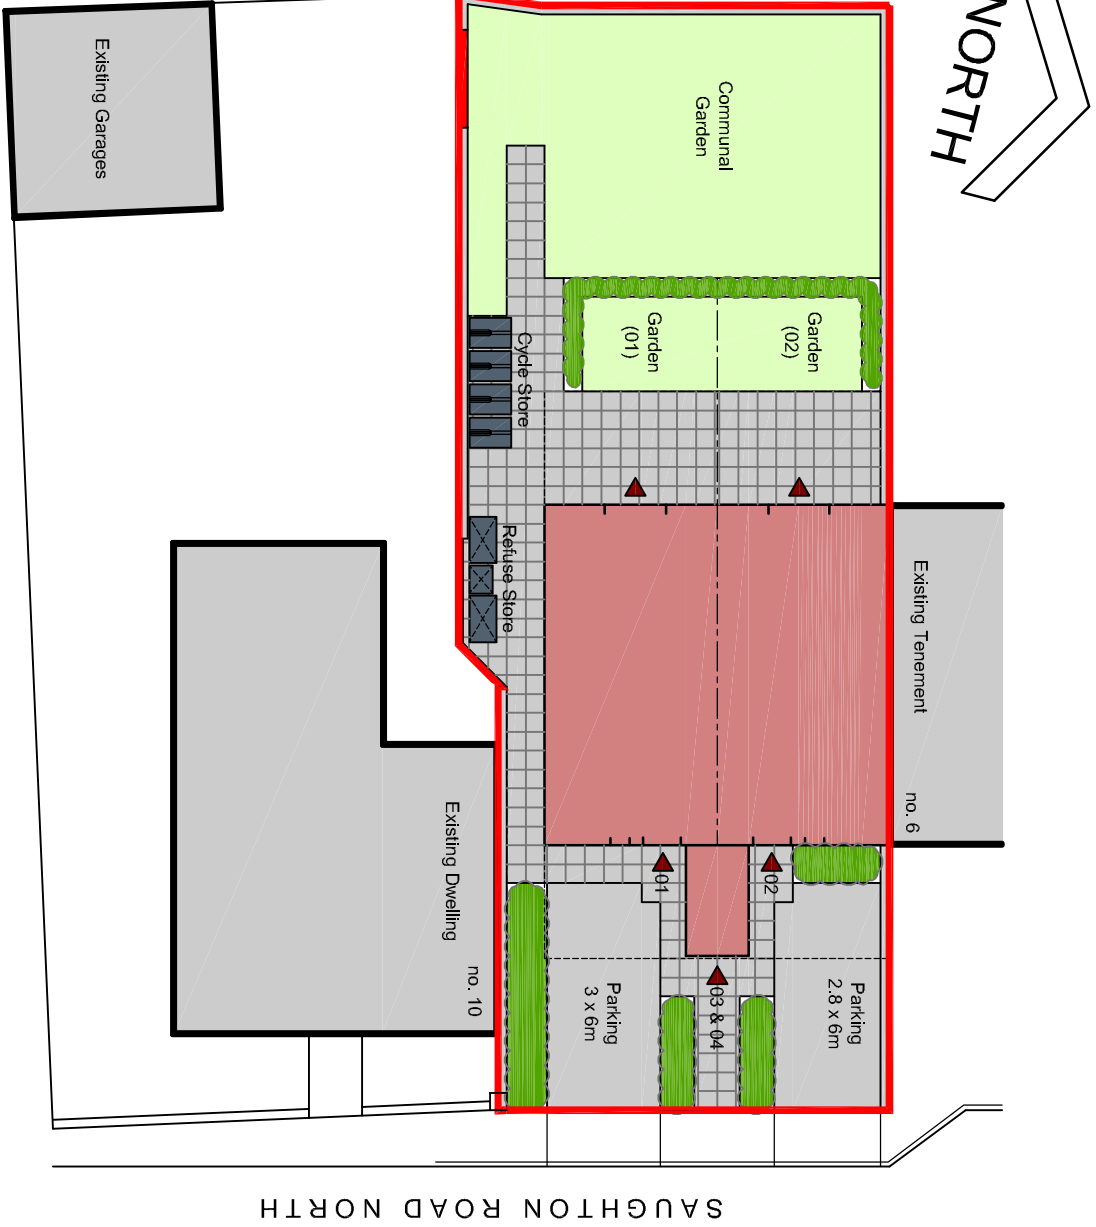 NORTH
Existing Garages
Communal
Garden
Garden
(01)
Garden
(02)
Cycle Store
Refuse Store
Existing Tenement
no. 6
Existing Dwelling
no. 10
01
02
03 & 04
Parking
3 x 6m
Parking
2.8 x 6m
SAUGHTON ROAD NORTH